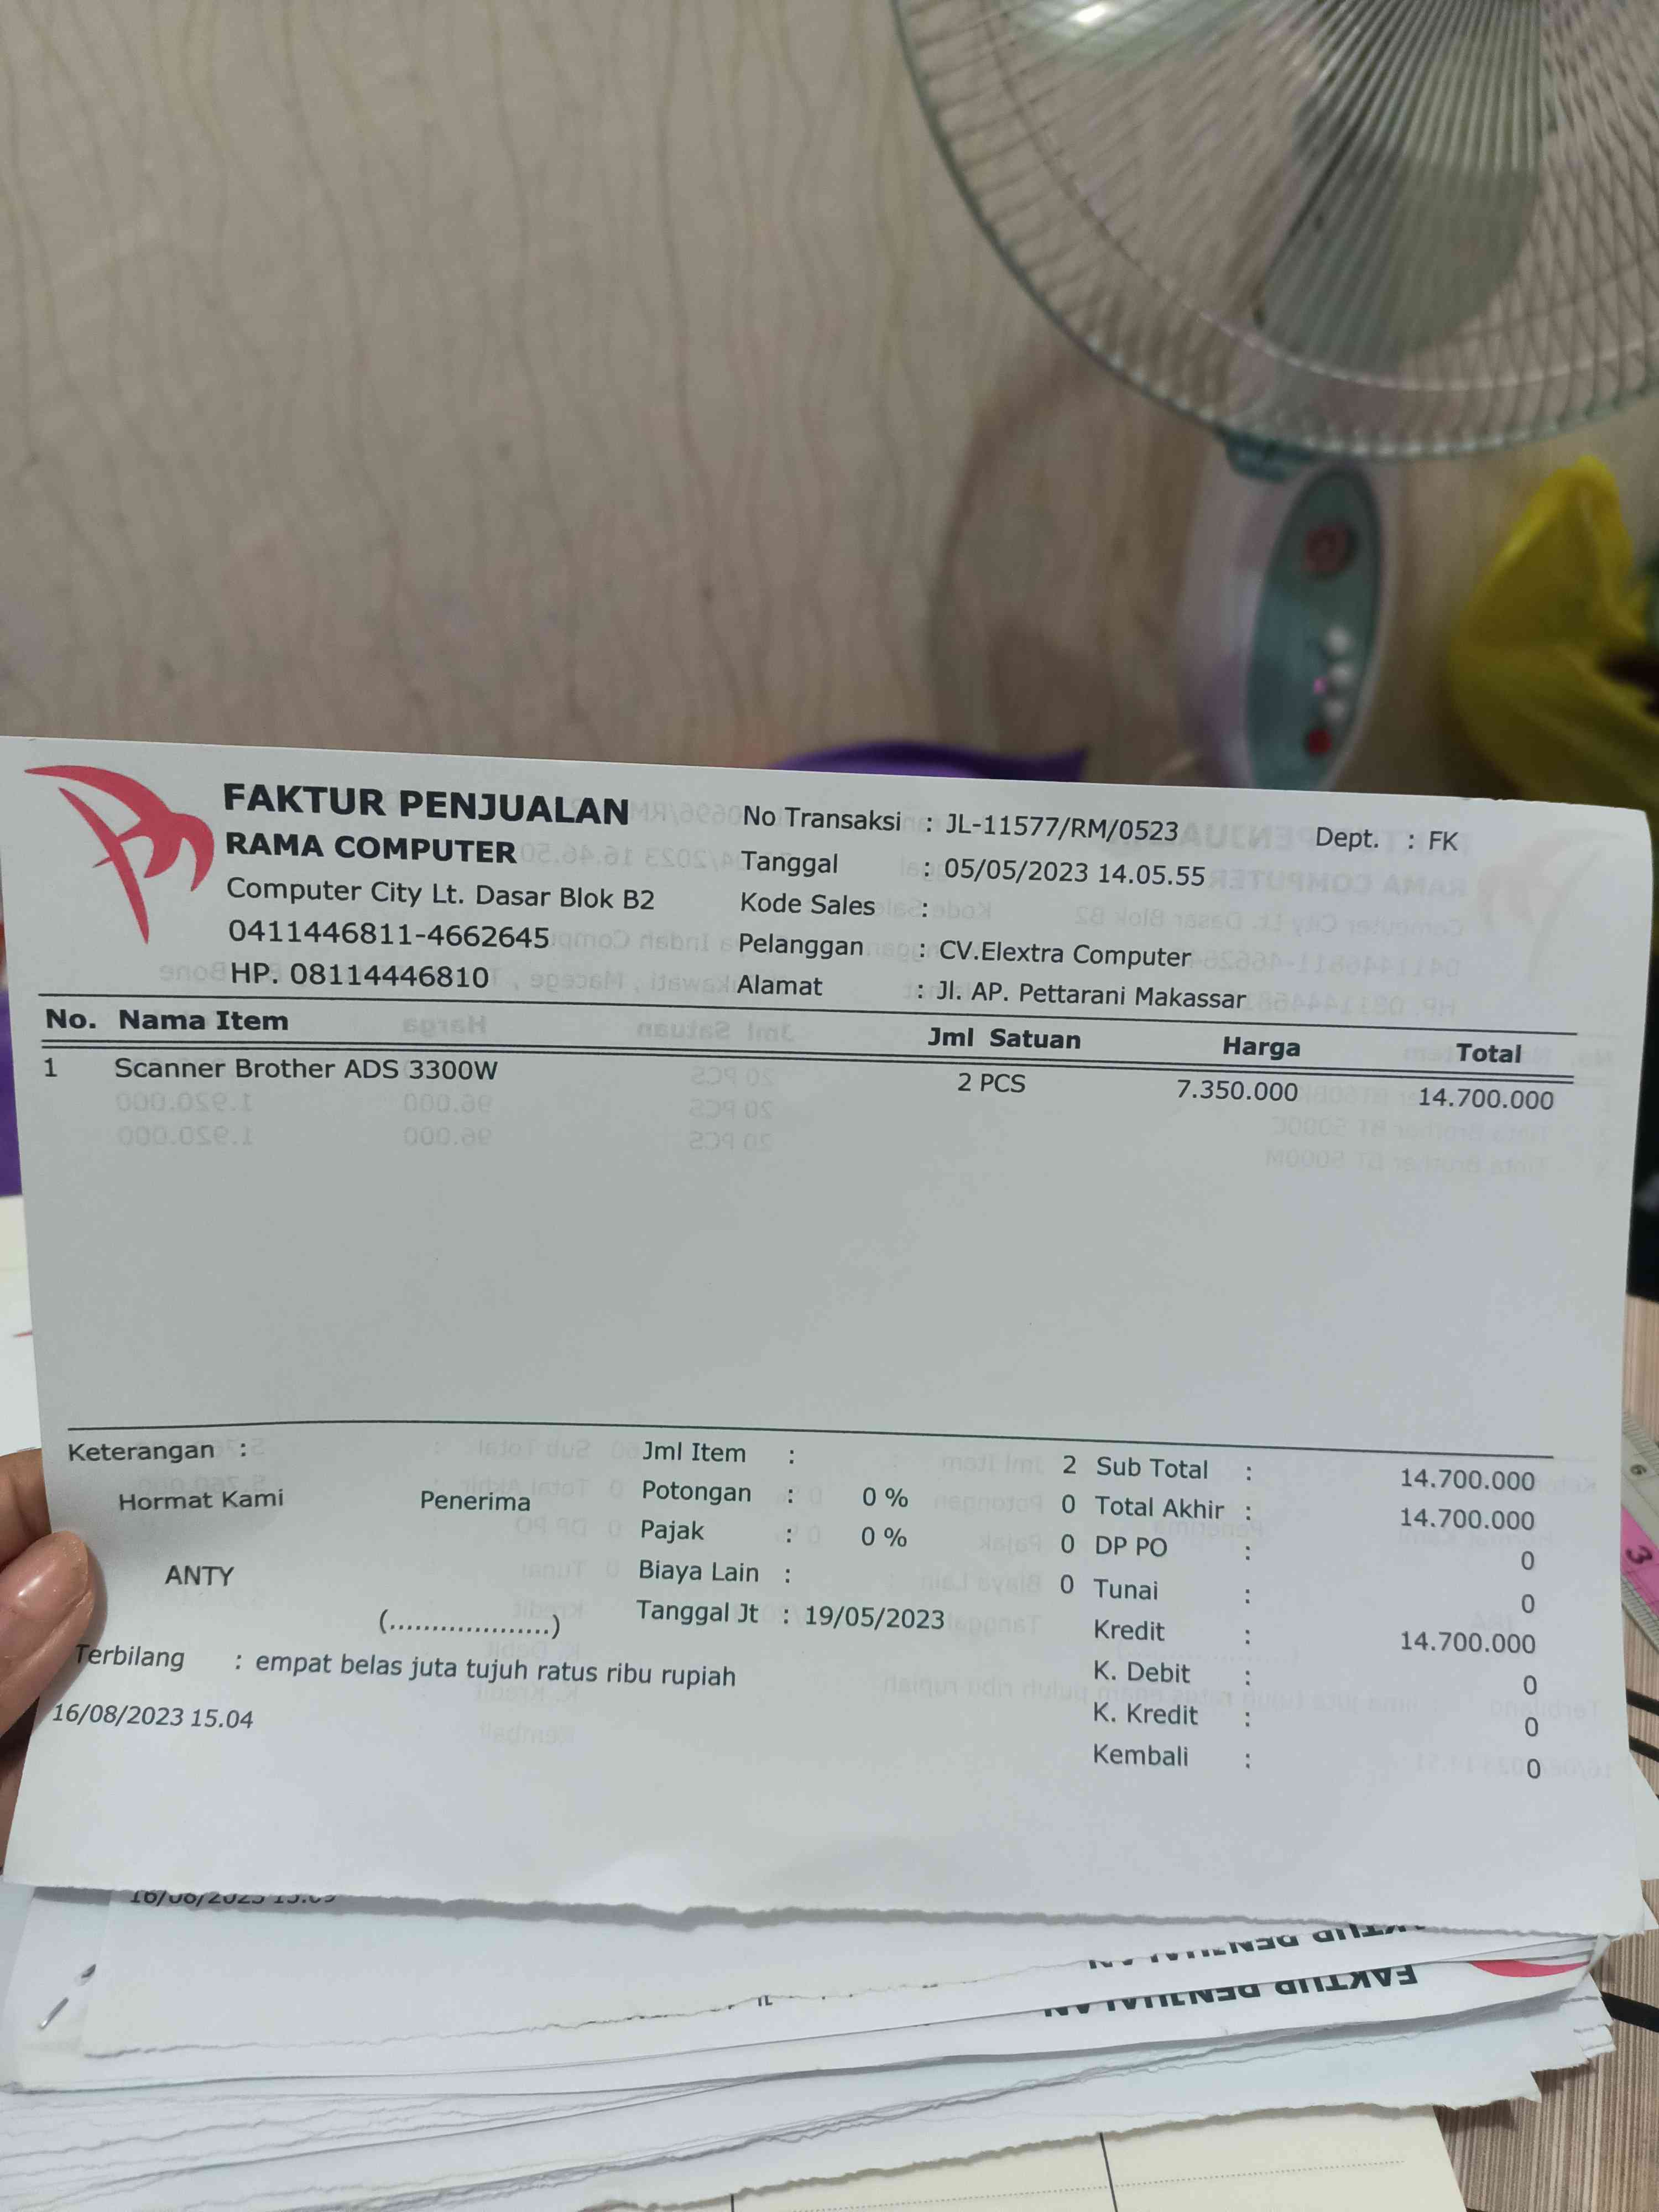 FAKTUR PENJUALAN
RAMA COMPUTER
Computer City Lt. Dasar Blok B2
0411446811-4662645
HP. 08114446810
No Transaksi : JL-11577/RM/0523
Dept. : FK
Tanggal : 05/05/2023 14.05.55
Kode Sales :
Pelanggan : CV.Elextra Computer
Alamat : Jl. AP. Pettarani Makassar
No. Nama Item Jml Satuan Harga Total
1 Scanner Brother ADS 3300W 2 PCS 7.350.000 14.700.000
Keterangan :
Hormat Kami Penerima
ANTY
(...................)
Jml Item : 2
Potongan : 0 % 0
Pajak : 0 % 0
Biaya Lain : 0
Tanggal Jt : 19/05/2023
Sub Total : 14.700.000
Total Akhir : 14.700.000
DP PO : 0
Tunai : 0
Kredit : 14.700.000
K. Debit : 0
K. Kredit : 0
Kembali : 0
Terbilang : empat belas juta tujuh ratus ribu rupiah
16/08/2023 15.04
FAKTUR PENJUALAN
FAKTUR PENJUALAN